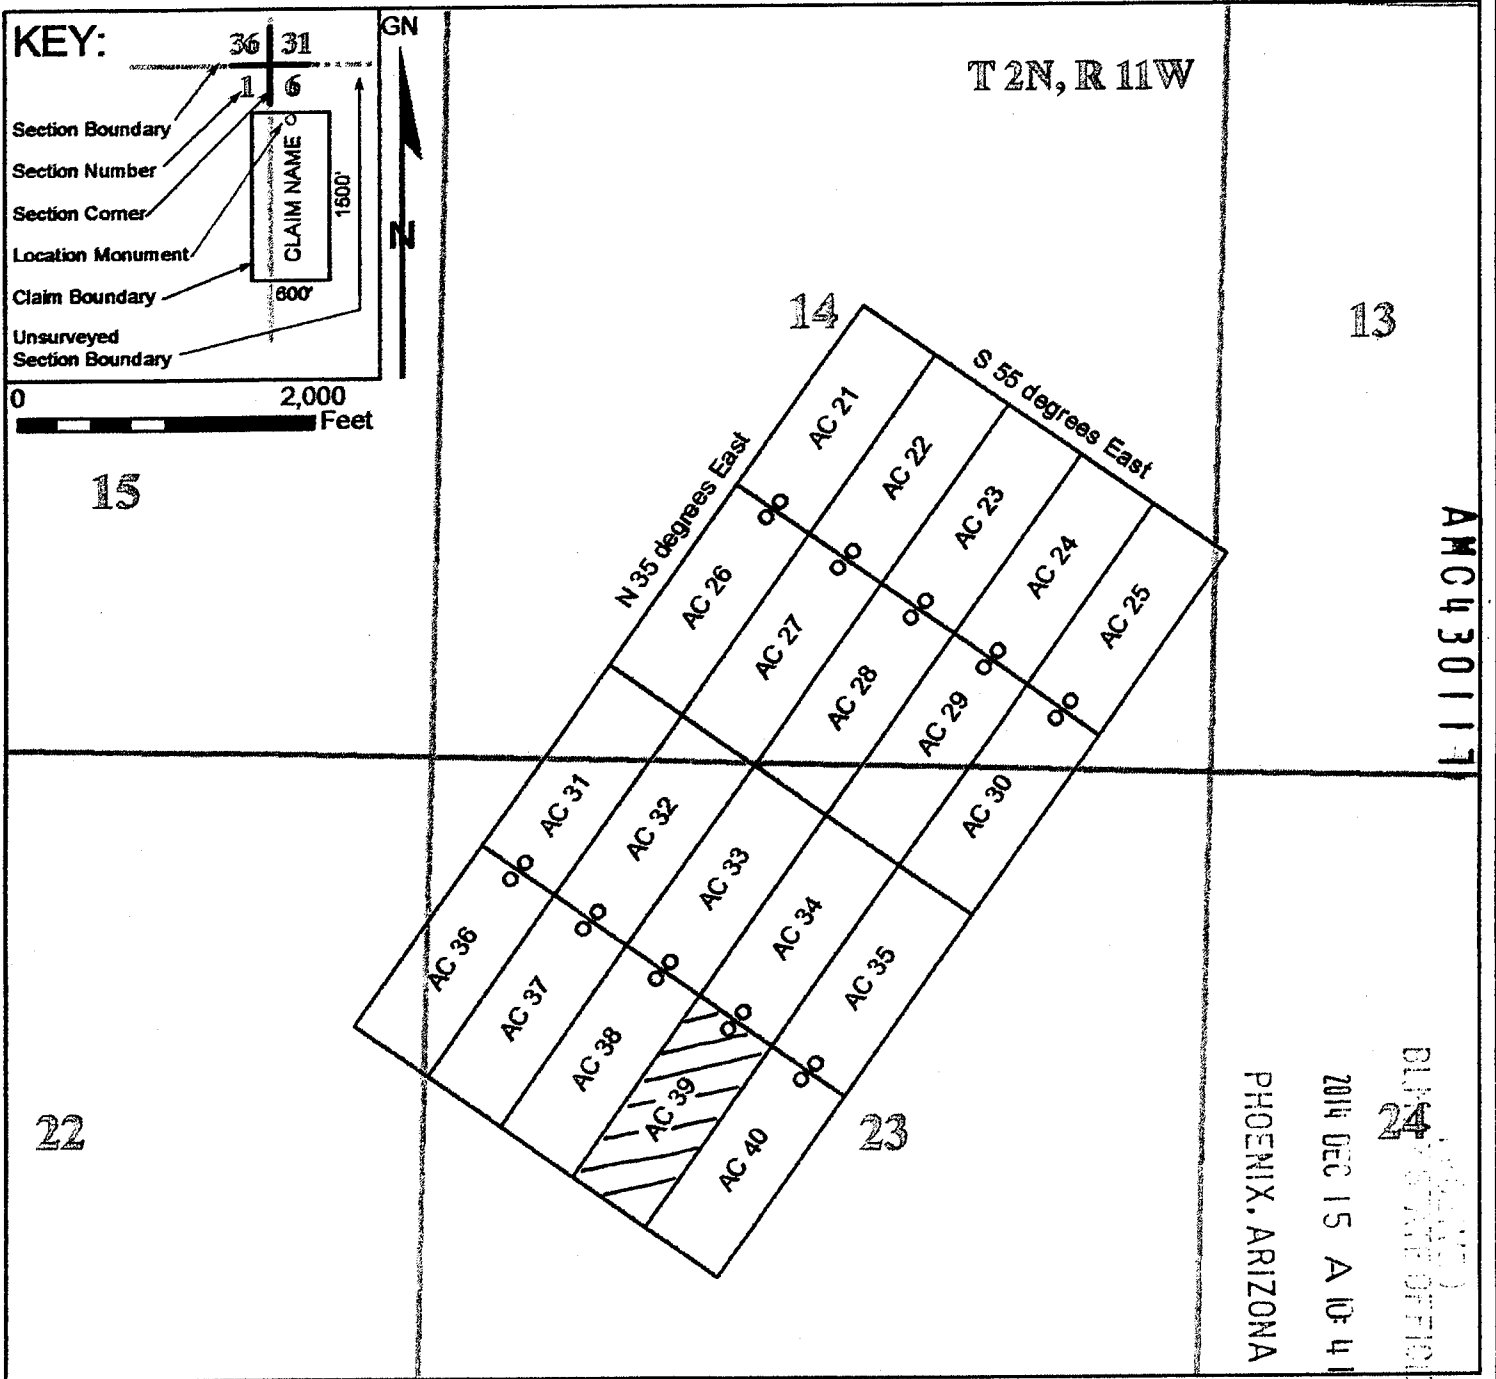 KEY:
36 31
1 6
Section Boundary
Section Number
Section Corner
Location Monument
Claim Boundary
Unsurveyed
Section Boundary
CLAIM NAME
1500'
600'
GN
N
0 2,000
Feet
T 2N, R 11W
14
13
15
S 55 degrees East
N 35 degrees East
AC 21
AC 22
AC 23
AC 24
AC 25
AC 26
AC 27
AC 28
AC 29
AC 30
AC 31
AC 32
AC 33
AC 34
AC 35
AC 36
AC 37
AC 38
AC 39
AC 40
22
23
24
AMC430117
2014 DEC 15 A 10:41
PHOENIX, ARIZONA